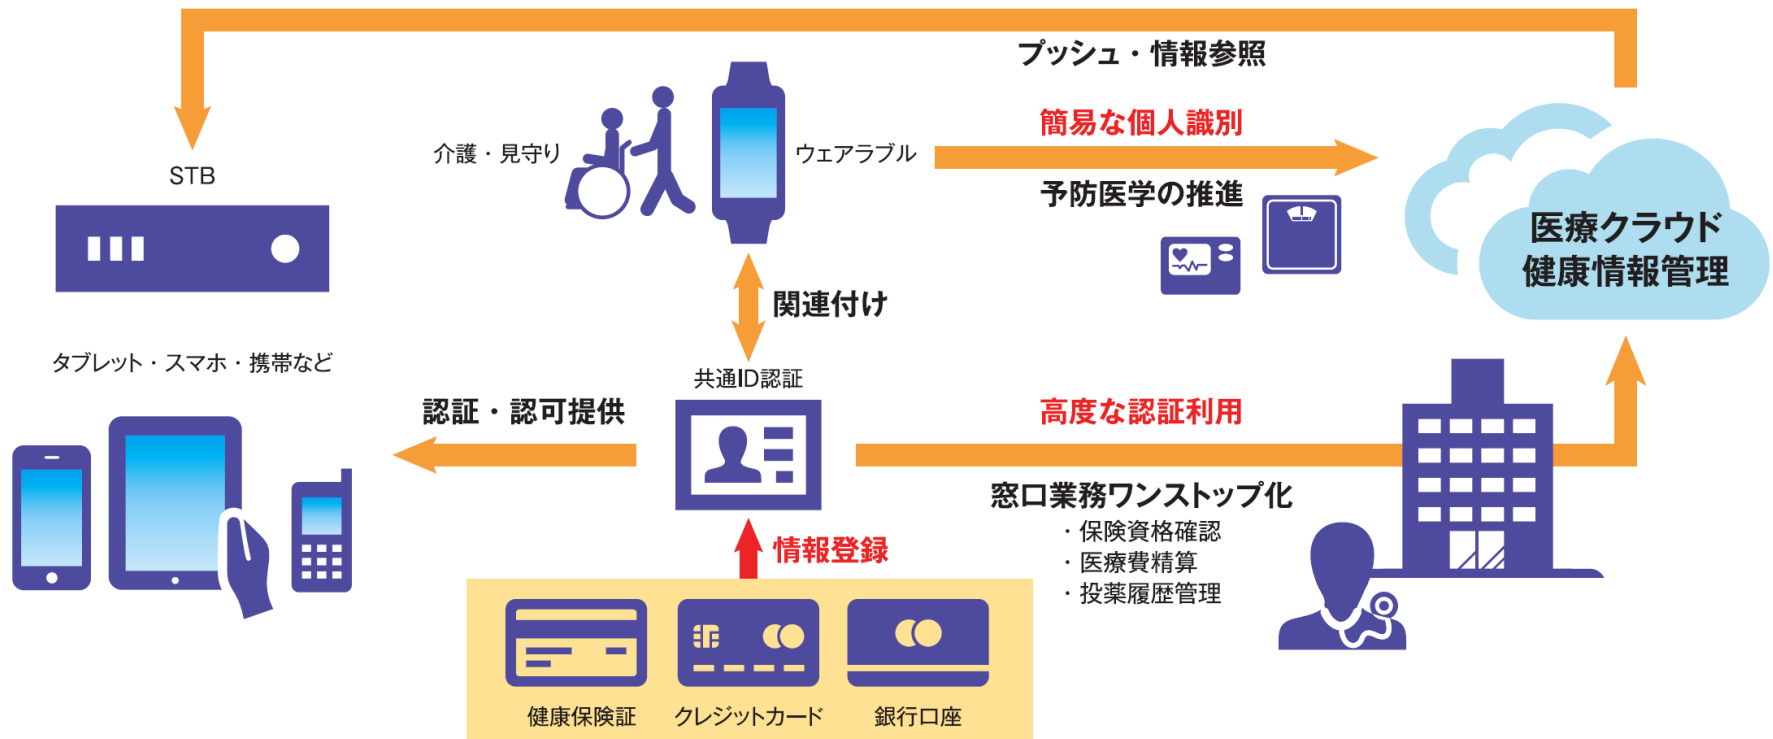 プッシュ・情報参照
STB
介護・見守り
ウェアラブル
簡易な個人識別
予防医学の推進
医療クラウド
健康情報管理
関連付け
タブレット・スマホ・携帯など
共通ID認証
認証・認可提供
高度な認証利用
窓口業務ワンストップ化
・保険資格確認
・医療費精算
・投薬履歴管理
情報登録
健康保険証
クレジットカード
銀行口座